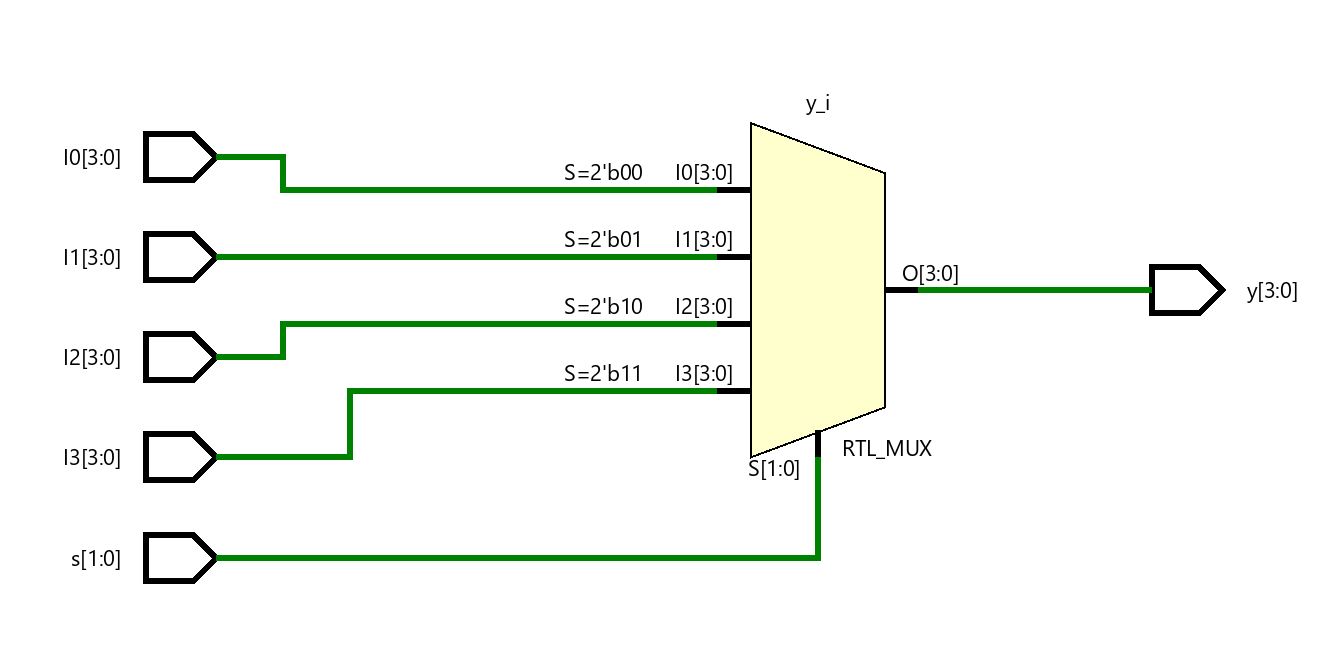 y_i
I0[3:0]
S=2'b00 I0[3:0]
I1[3:0]
S=2'b01 I1[3:0]
O[3:0]
y[3:0]
S=2'b10 I2[3:0]
I2[3:0]
S=2'b11 I3[3:0]
I3[3:0]
RTL_MUX
S[1:0]
s[1:0]